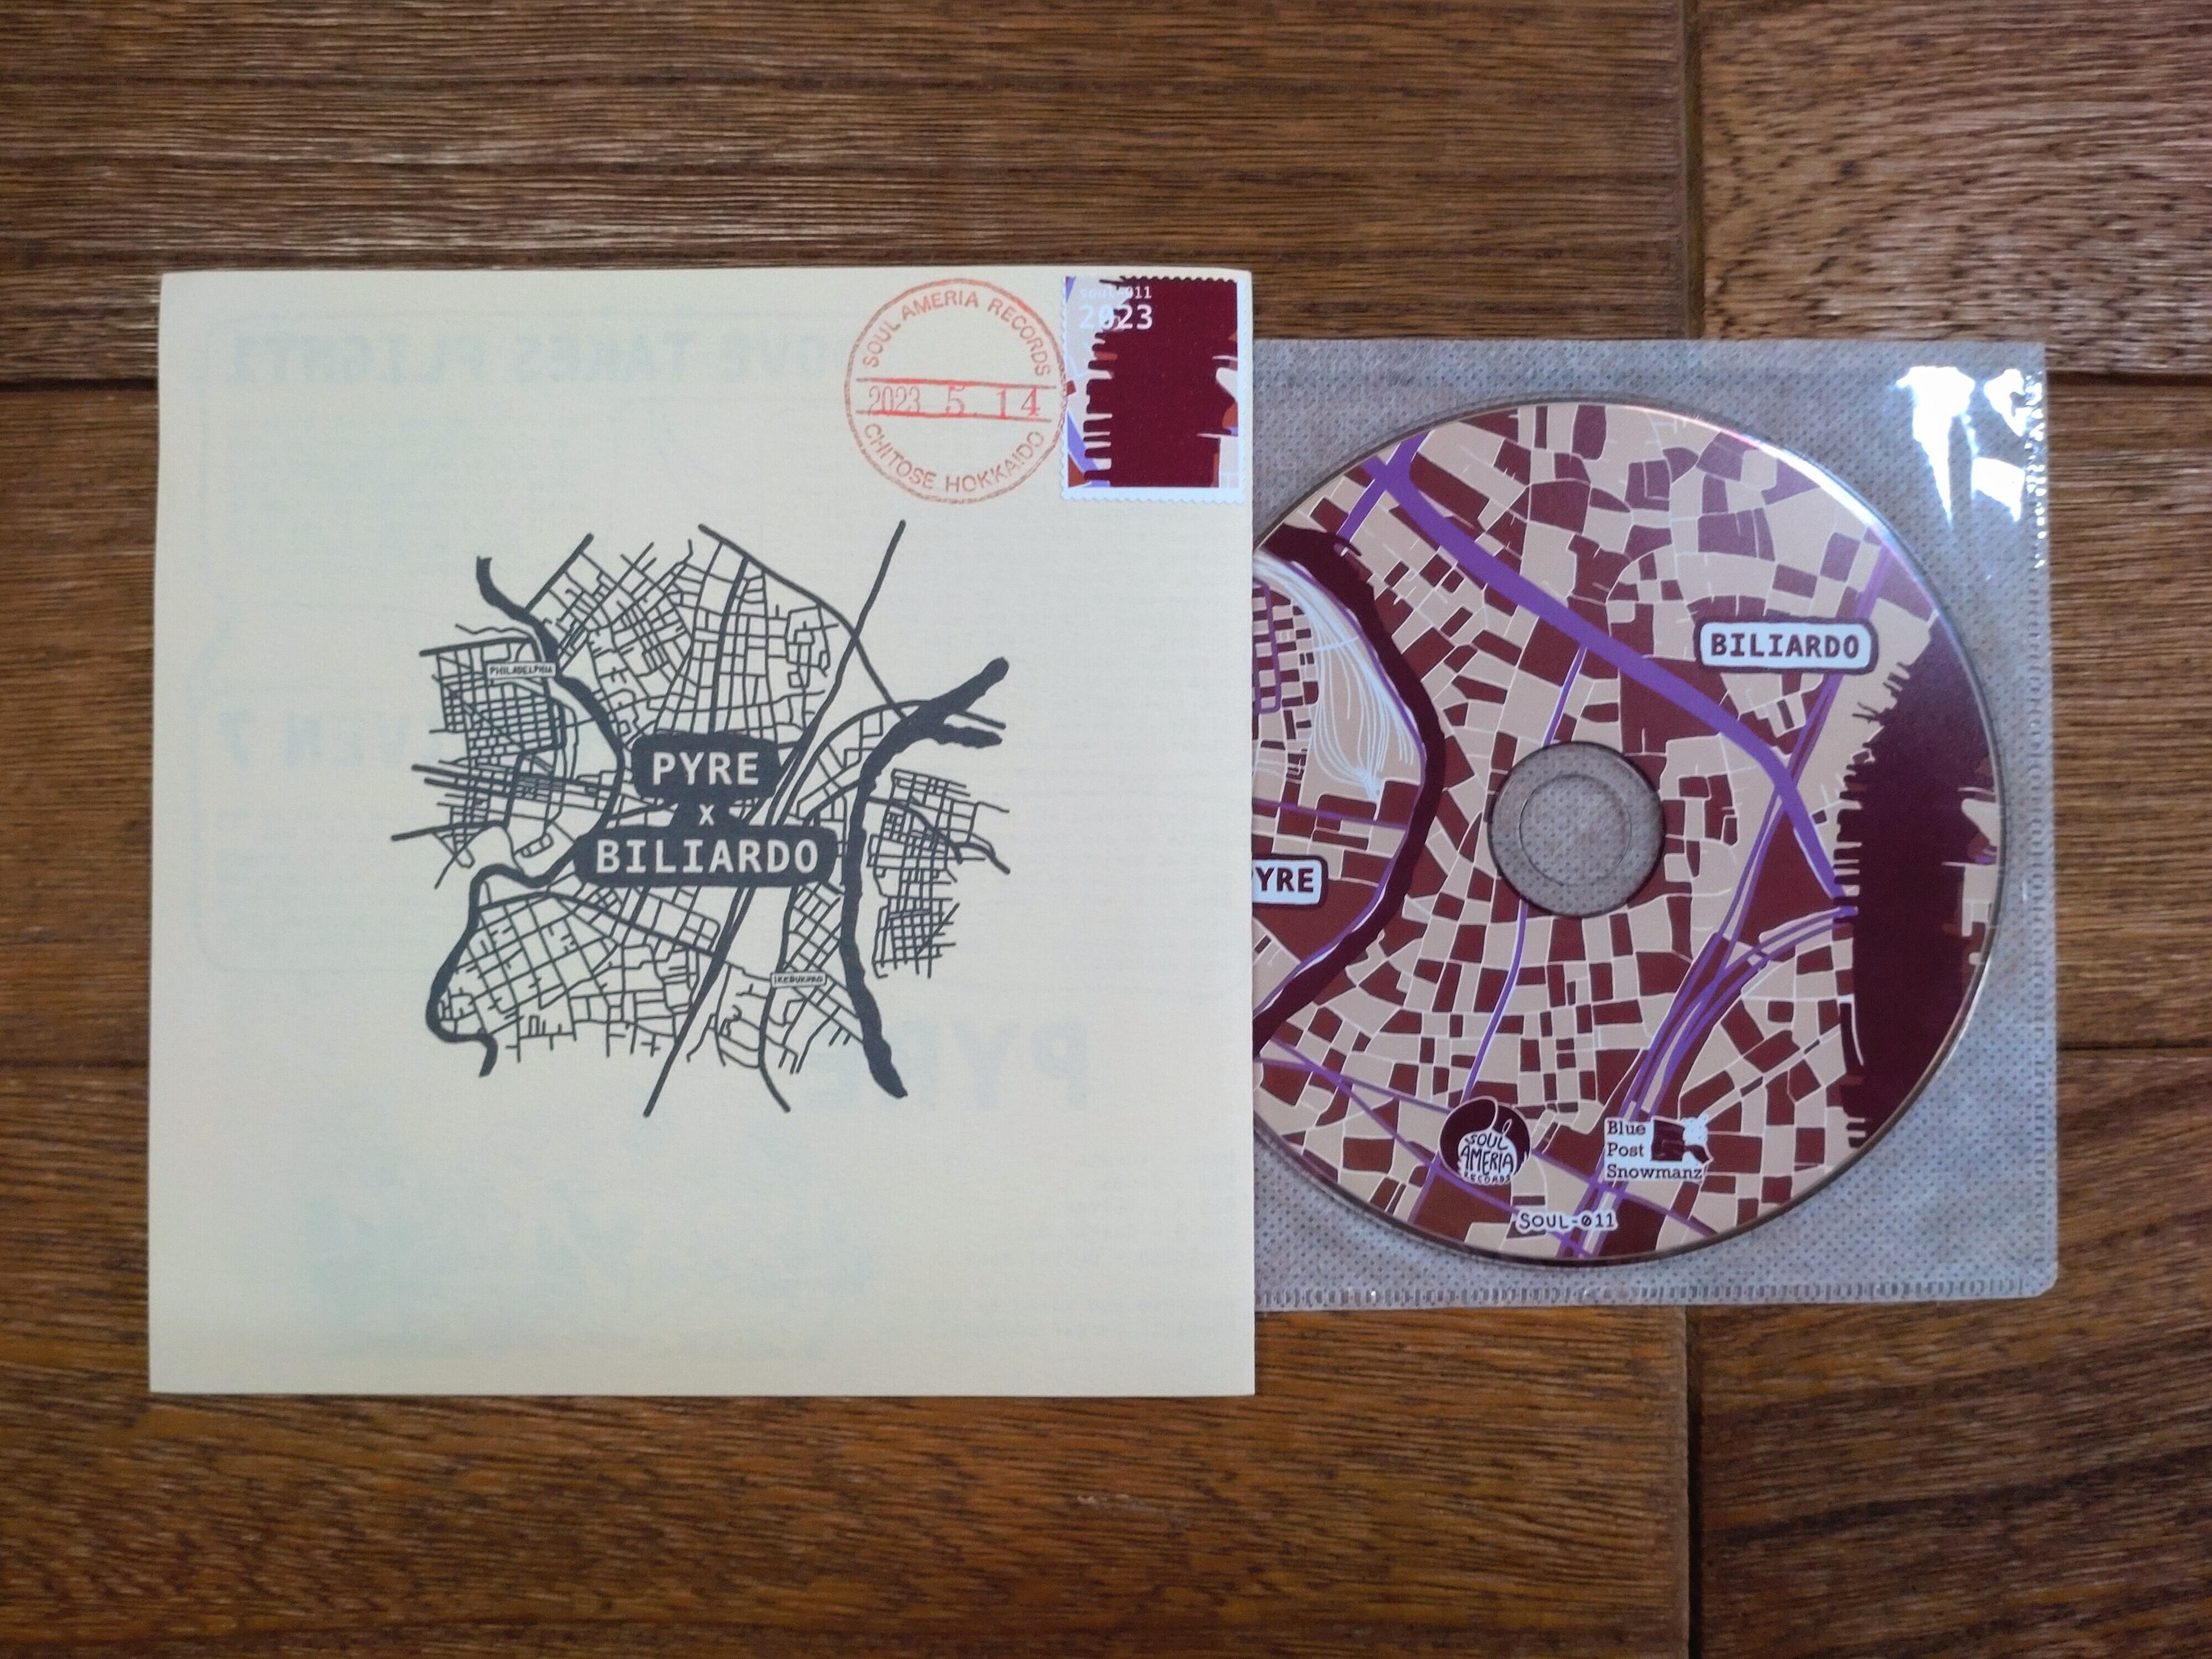 SOUL AMERIA RECORDS
2023 5. 14
CHITOSE HOKKAIDO
soul-011
2023
PHILADELPHIA
PYRE
x
BILIARDO
IKEBUKURO
BILIARDO
YRE
SOUL
AMERIA
RECORDS
Blue
Post
Snowmanz
SOUL-011